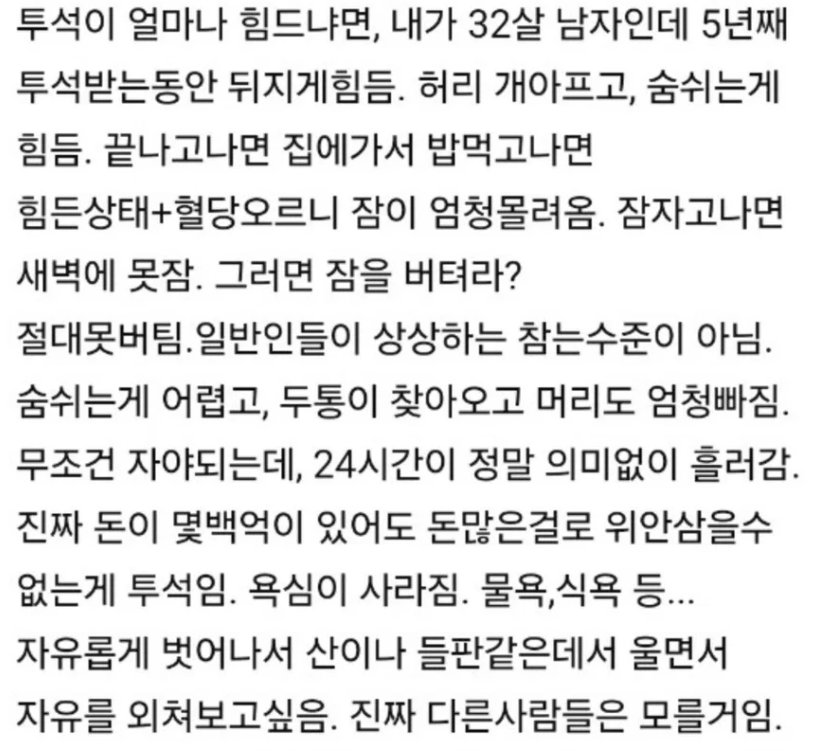 투석이 얼마나 힘드냐면, 내가 32살 남자인데 5년째
투석받는동안 뒤지게힘듬. 허리 개아프고, 숨쉬는게
힘듬. 끝나고나면 집에가서 밥먹고나면
힘든상태+혈당오르니 잠이 엄청몰려옴. 잠자고나면
새벽에 못잠. 그러면 잠을 버텨라?
절대못버팀.일반인들이 상상하는 참는수준이 아님.
숨쉬는게 어렵고, 두통이 찾아오고 머리도 엄청빠짐.
무조건 자야되는데, 24시간이 정말 의미없이 흘러감.
진짜 돈이 몇백억이 있어도 돈많은걸로 위안삼을수
없는게 투석임. 욕심이 사라짐. 물욕,식욕 등...
자유롭게 벗어나서 산이나 들판같은데서 울면서
자유를 외쳐보고싶음. 진짜 다른사람들은 모를거임.